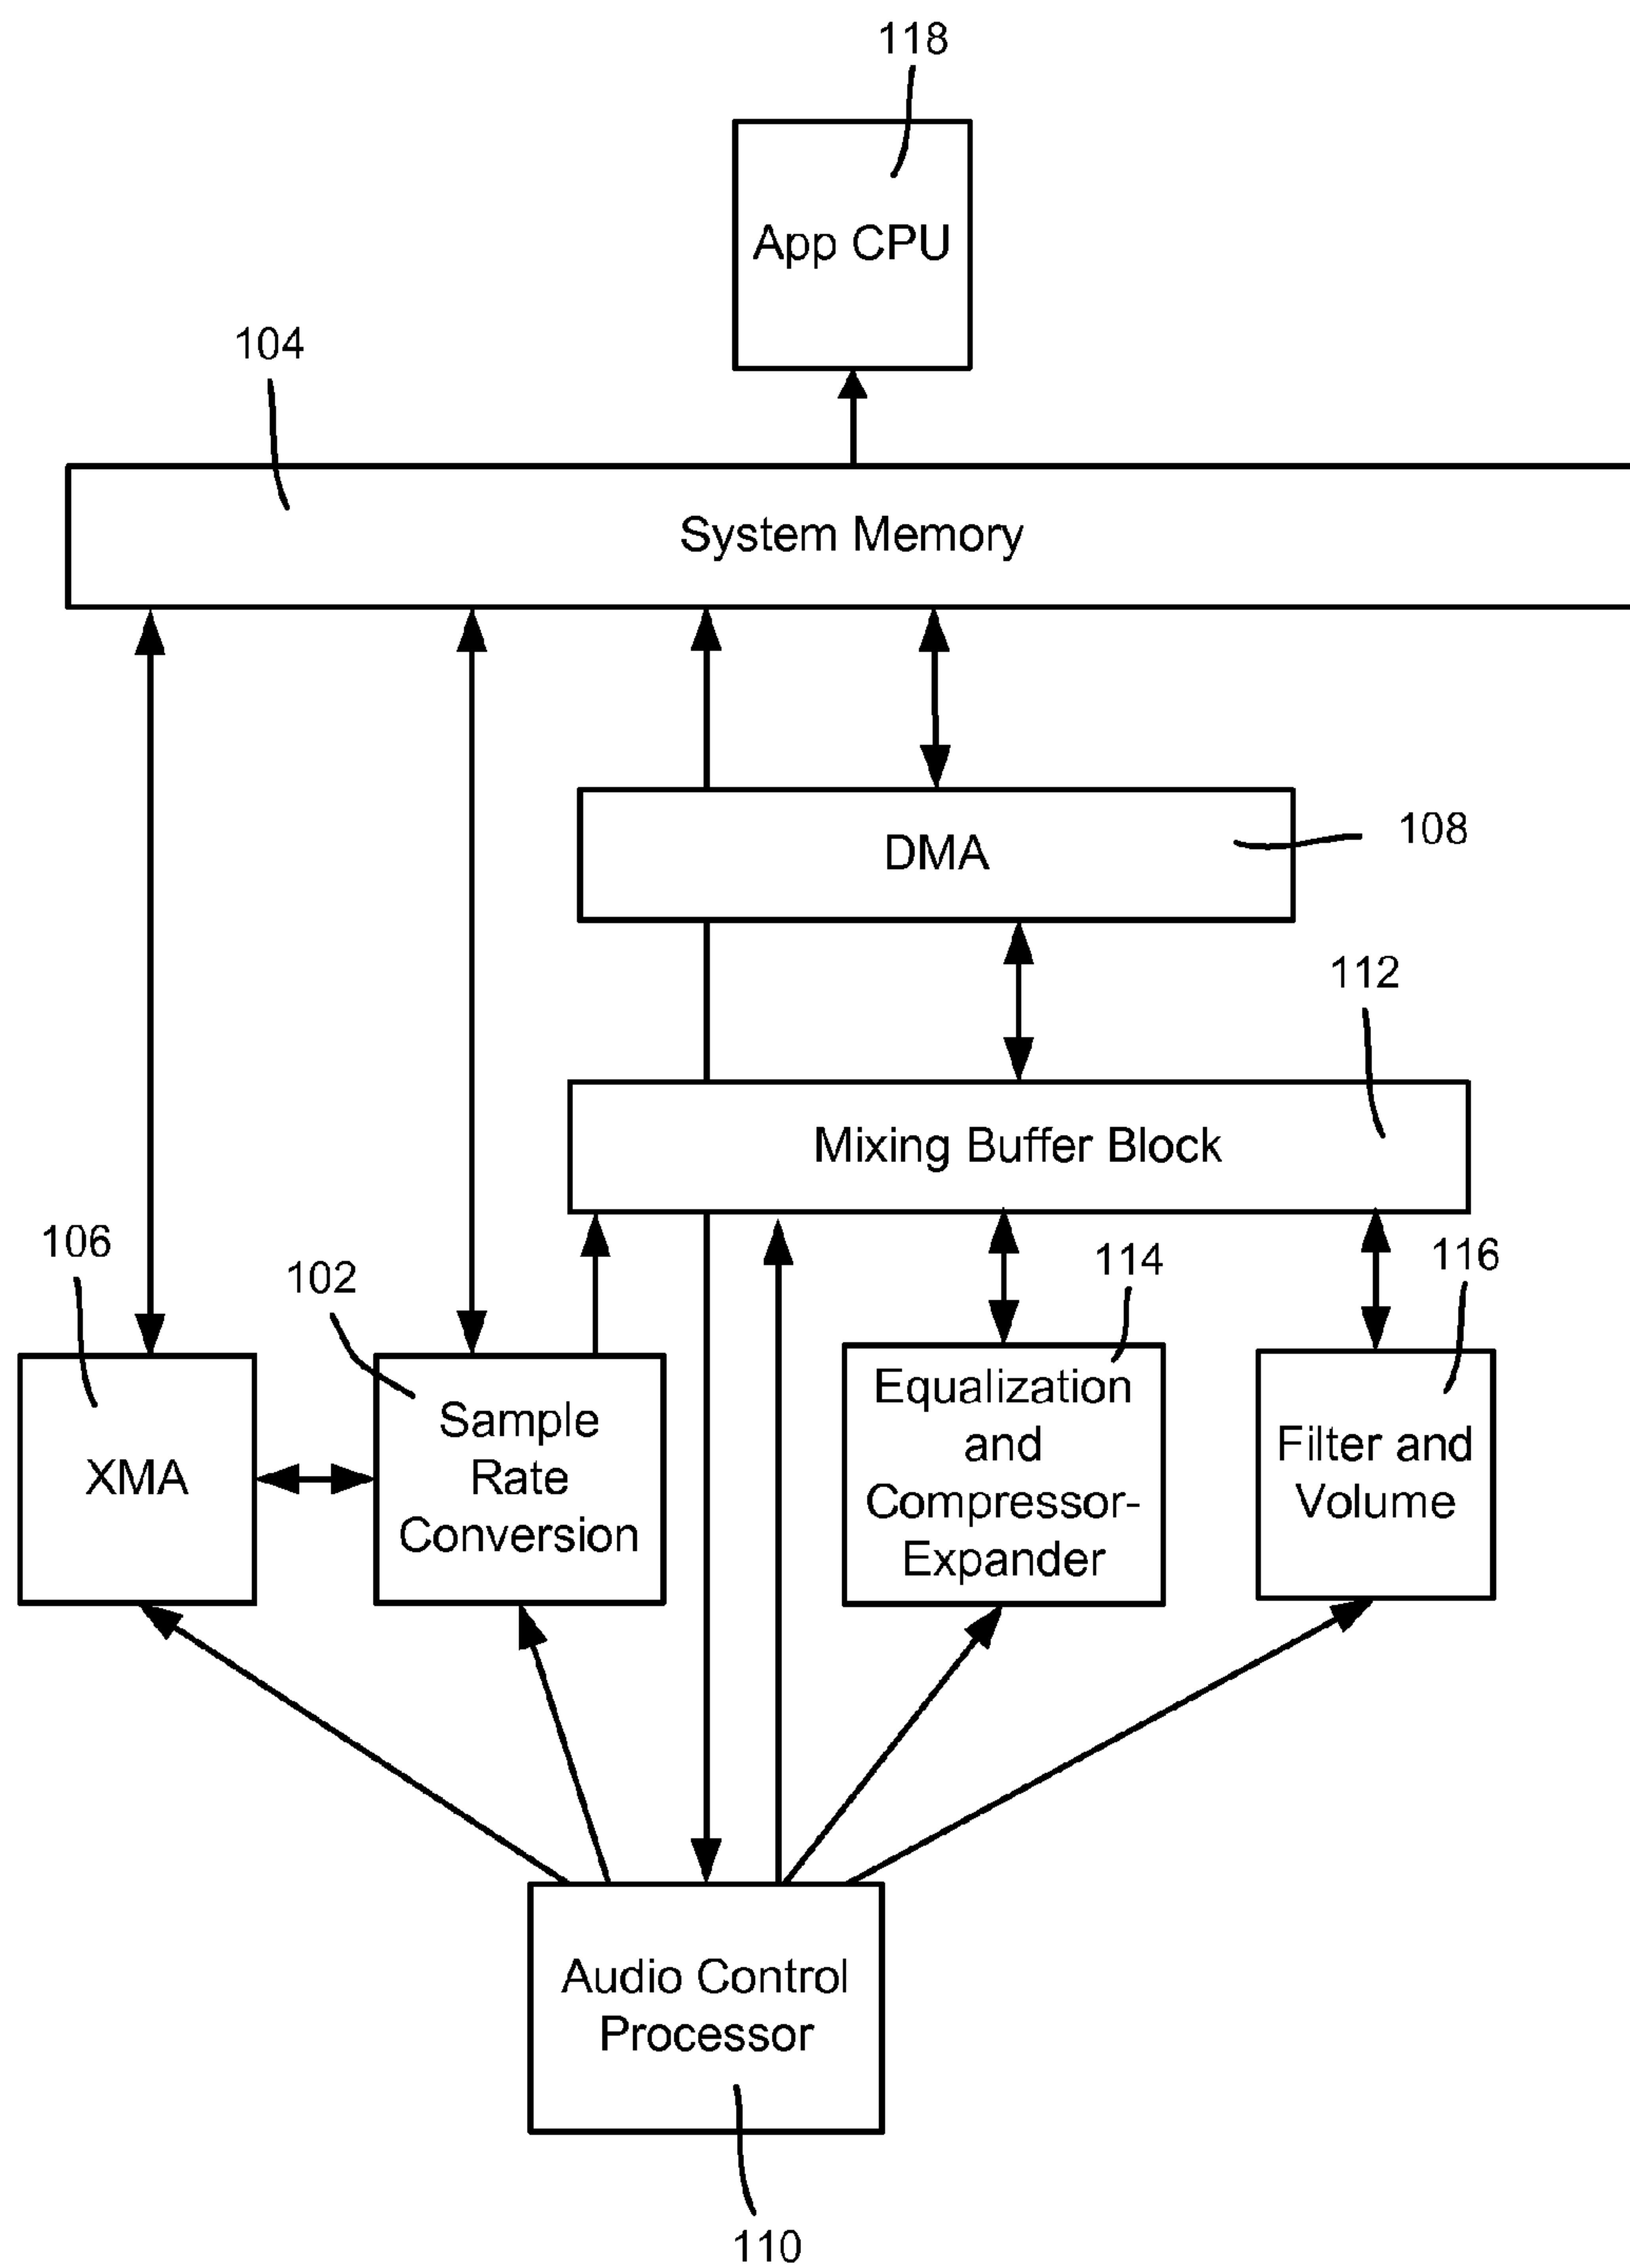 118
App CPU
104
System Memory
DMA
108
112
Mixing Buffer Block
106
102
114
116
XMA
Sample
Rate
Conversion
Equalization
and
Compressor-
Expander
Filter and
Volume
Audio Control
Processor
110